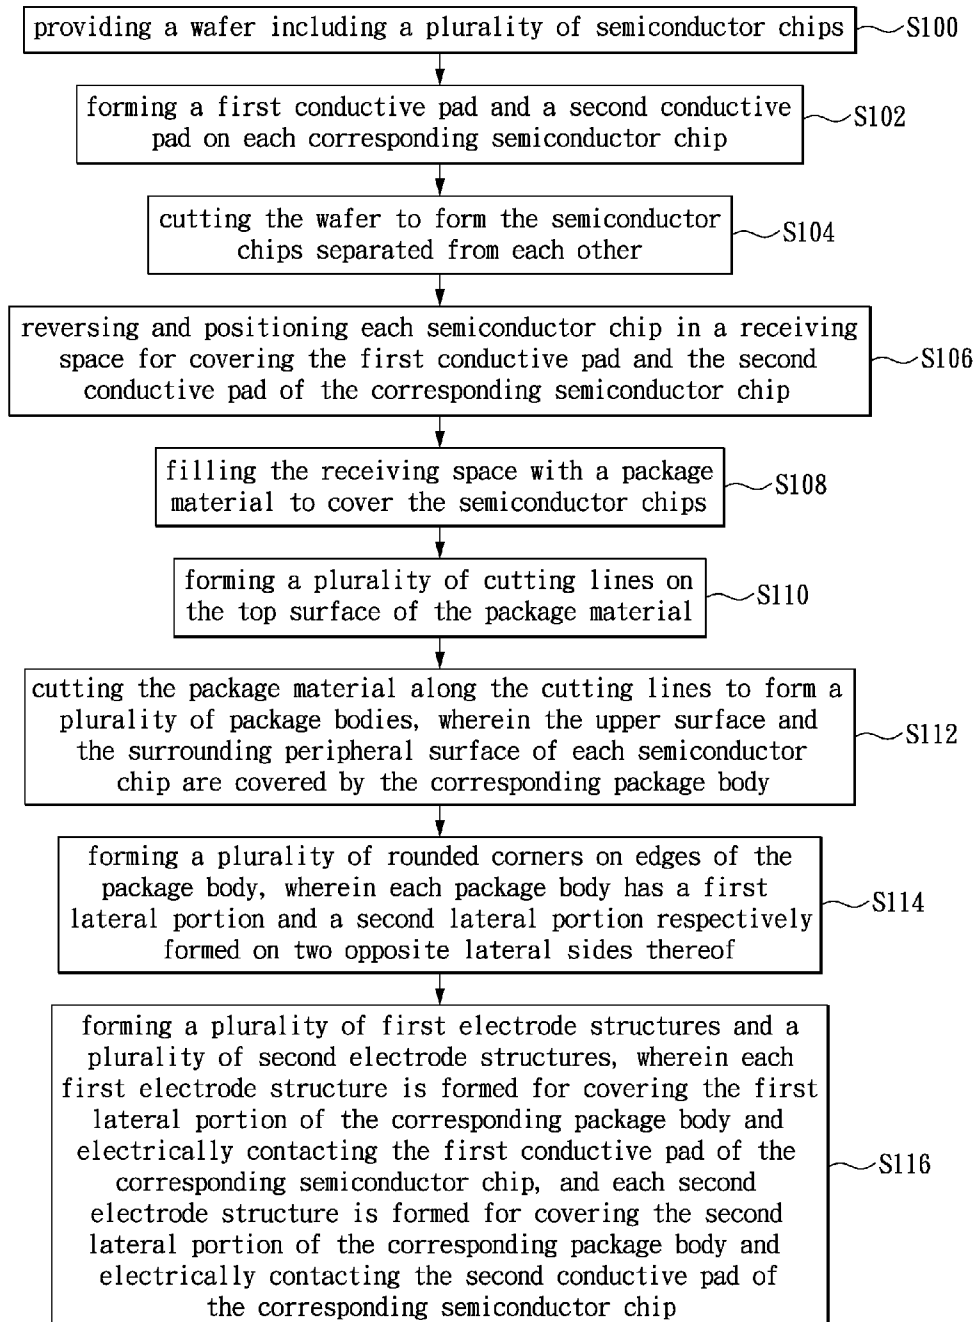 providing a wafer including a plurality of semiconductor chips
S100
forming a first conductive pad and a second conductive
pad on each corresponding semiconductor chip
S102
cutting the wafer to form the semiconductor
chips separated from each other
S104
reversing and positioning each semiconductor chip in a receiving
space for covering the first conductive pad and the second
conductive pad of the corresponding semiconductor chip
S106
filling the receiving space with a package
material to cover the semiconductor chips
S108
forming a plurality of cutting lines on
the top surface of the package material
S110
cutting the package material along the cutting lines to form a
plurality of package bodies, wherein the upper surface and
the surrounding peripheral surface of each semiconductor
chip are covered by the corresponding package body
S112
forming a plurality of rounded corners on edges of the
package body, wherein each package body has a first
lateral portion and a second lateral portion respectively
formed on two opposite lateral sides thereof
S114
forming a plurality of first electrode structures and a
plurality of second electrode structures, wherein each
first electrode structure is formed for covering the first
lateral portion of the corresponding package body and
electrically contacting the first conductive pad of the
corresponding semiconductor chip, and each second
electrode structure is formed for covering the second
lateral portion of the corresponding package body and
electrically contacting the second conductive pad of
the corresponding semiconductor chip
S116